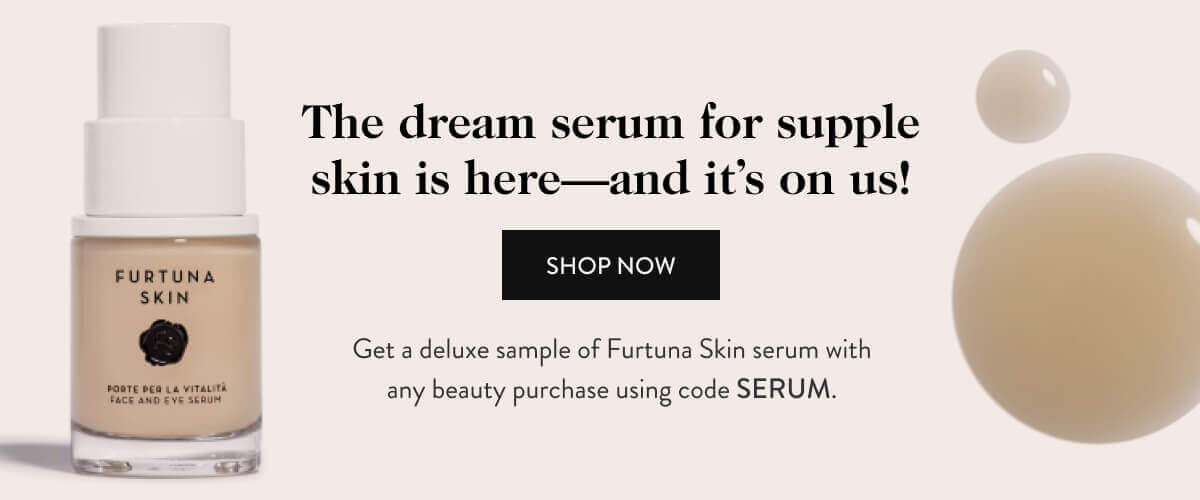 The dream serum for supple
skin is here—and it’s on us!
SHOP NOW
Get a deluxe sample of Furtuna Skin serum with
any beauty purchase using code SERUM.
FURTUNA
SKIN
PORTE PER LA VITALITÀ
FACE AND EYE SERUM